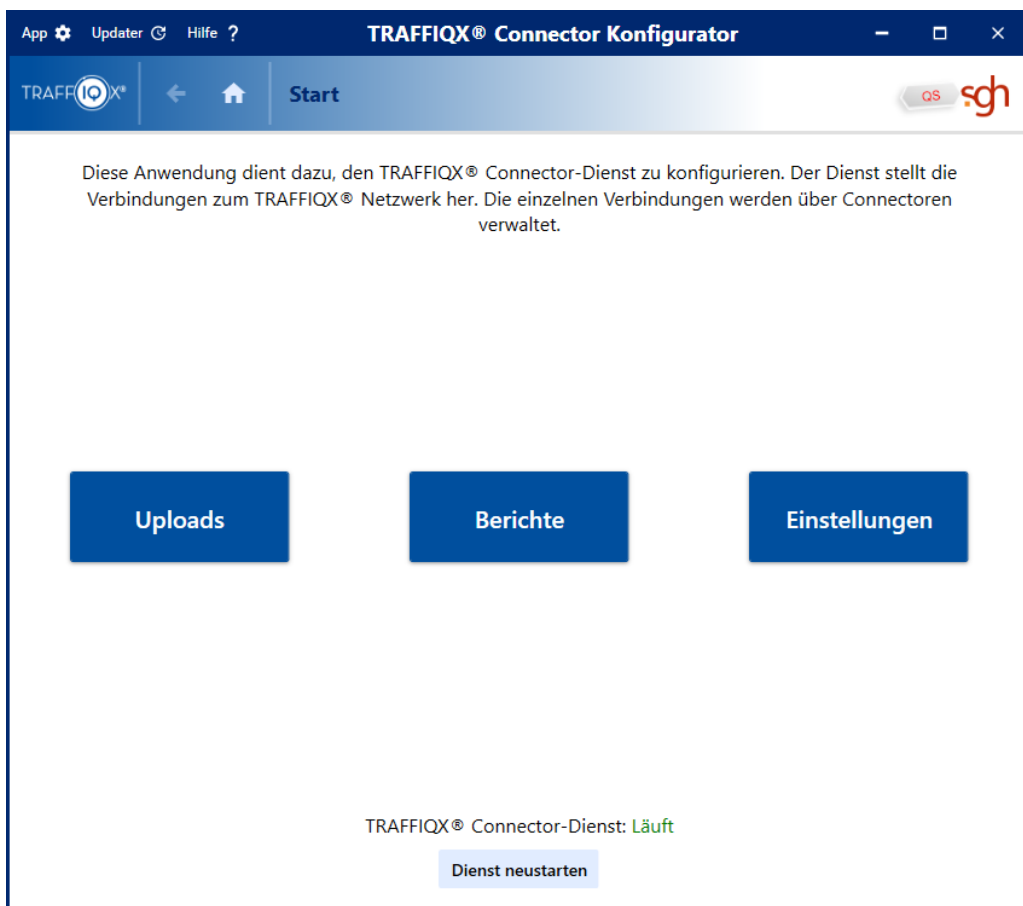 App Updater Hilfe ? TRAFFIQX® Connector Konfigurator
TRAFFIQX® Start QS sgh
Diese Anwendung dient dazu, den TRAFFIQX® Connector-Dienst zu konfigurieren. Der Dienst stellt die
Verbindungen zum TRAFFIQX® Netzwerk her. Die einzelnen Verbindungen werden über Connectoren
verwaltet.
Uploads Berichte Einstellungen
TRAFFIQX® Connector-Dienst: Läuft
Dienst neustarten